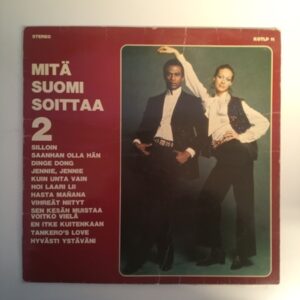 STEREO
KOTLP 11
MITÄ
SUOMI
SOITTAA
2
SILLOIN
SAANHAN OLLA HÄN
DINGE DONG
JENNIE, JENNIE
KUIN UNTA VAIN
HOI LAARI LII
HASTA MAÑANA
VIHREÄT NIITYT
SEN KESÄN MUISTAA
VOITKO VIELÄ
EN ITKE KUITENKAAN
TANKERO'S LOVE
HYVÄSTI YSTÄVÄNI